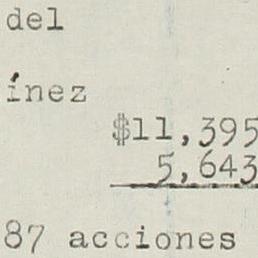 del
ínez
$11,395
5,643
87 acciones